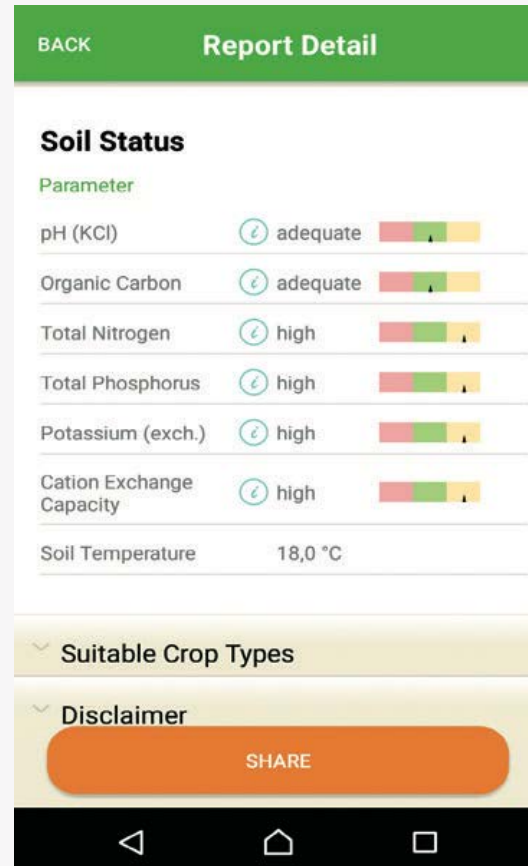 BACK
Report Detail
Soil Status
Parameter
pH (KCl) i adequate
Organic Carbon i adequate
Total Nitrogen i high
Total Phosphorus i high
Potassium (exch.) i high
Cation Exchange
Capacity i high
Soil Temperature 18,0 °C
Suitable Crop Types
Disclaimer
SHARE